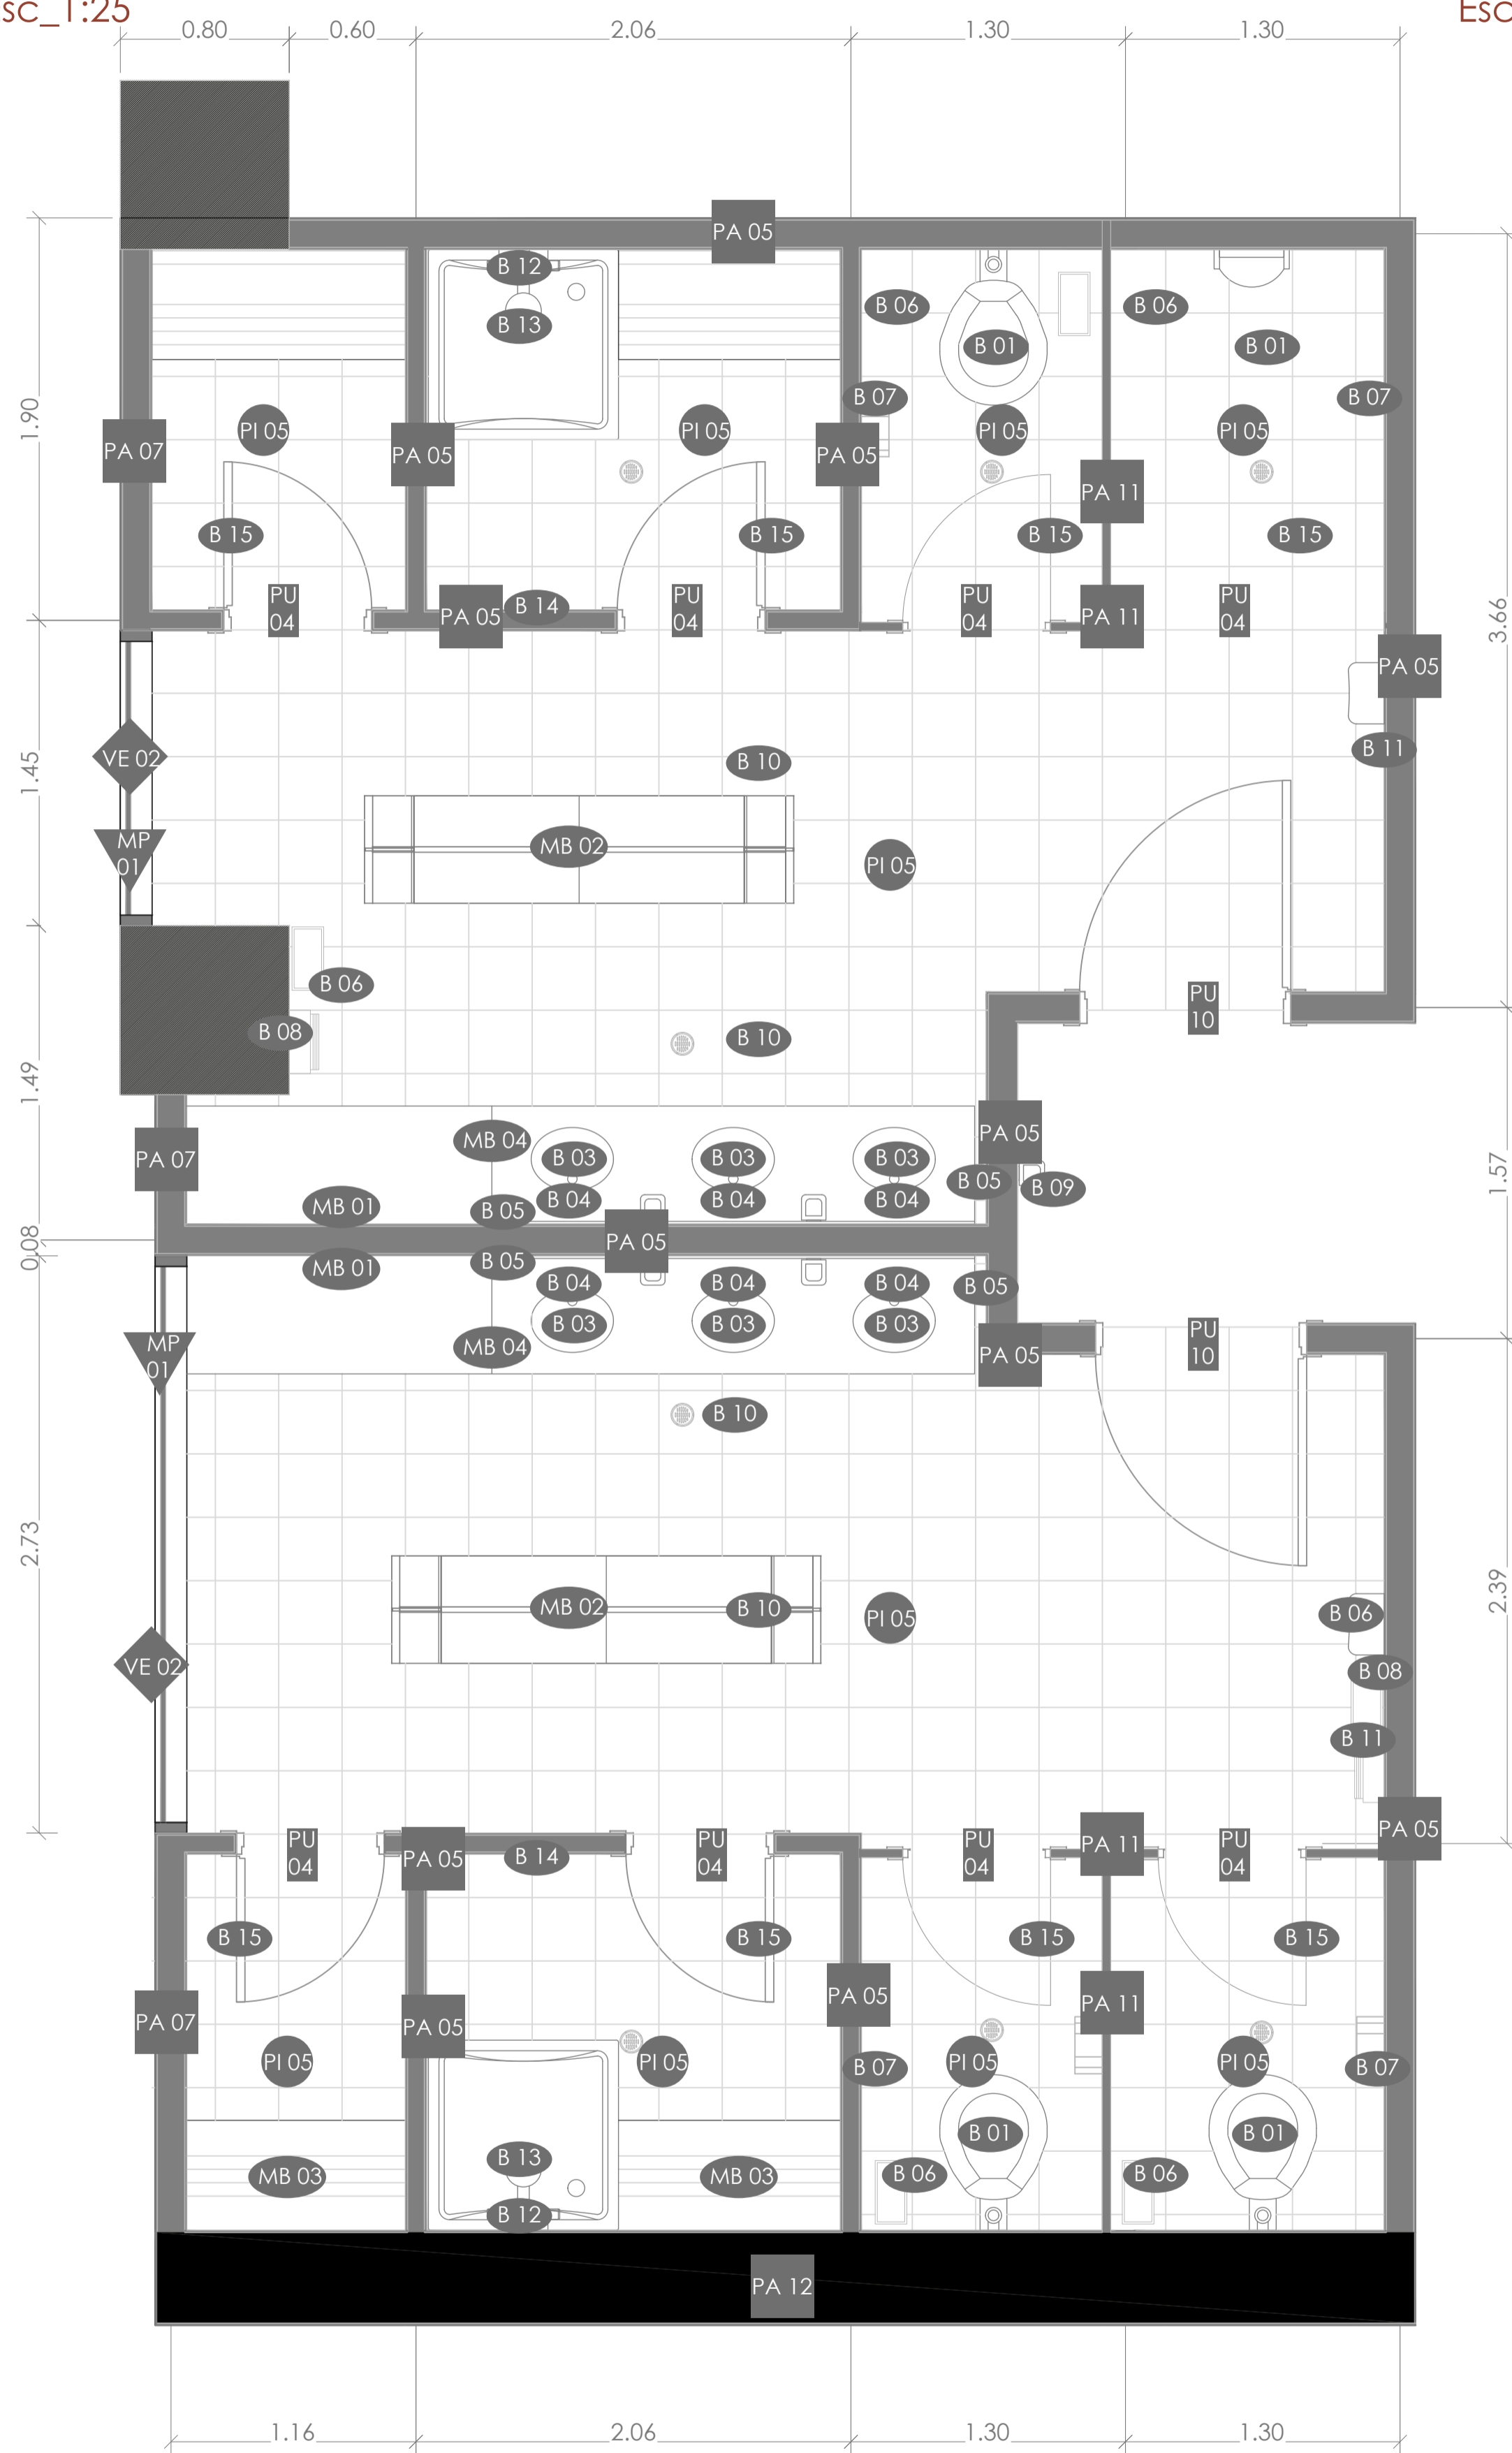 sc_1:25
Esc
0.80
0.60
2.06
1.30
1.30
PA 05
B 12
B 13
B 06
B 01
B 06
B 01
B 07
B 07
1.90
PA 07
PI 05
PA 05
PI 05
PA 05
PI 05
PA 11
PI 05
B 15
B 15
B 15
B 15
PU
04
PA 05
B 14
PU
04
PU
04
PA 11
PU
04
3.66
PA 05
VE 02
1.45
B 10
B 11
MP
01
MB 02
PI 05
B 06
B 08
B 10
PU
10
1.49
PA 07
MB 04
B 03
B 03
B 03
PA 05
1.57
MB 01
B 05
B 04
B 04
B 04
B 05
B 09
0.08
PA 05
MB 01
B 05
B 04
B 04
B 04
B 05
MP
01
MB 04
B 03
B 03
B 03
PA 05
PU
10
B 10
2.73
MB 02
B 10
PI 05
B 06
2.39
VE 02
B 08
B 11
PU
04
PA 05
B 14
PU
04
PU
04
PA 11
PU
04
PA 05
B 15
B 15
B 15
B 15
PA 07
PA 05
PA 05
PA 11
PI 05
PI 05
B 07
PI 05
PI 05
B 07
B 01
B 01
MB 03
B 13
MB 03
B 06
B 06
B 12
PA 12
1.16
2.06
1.30
1.30